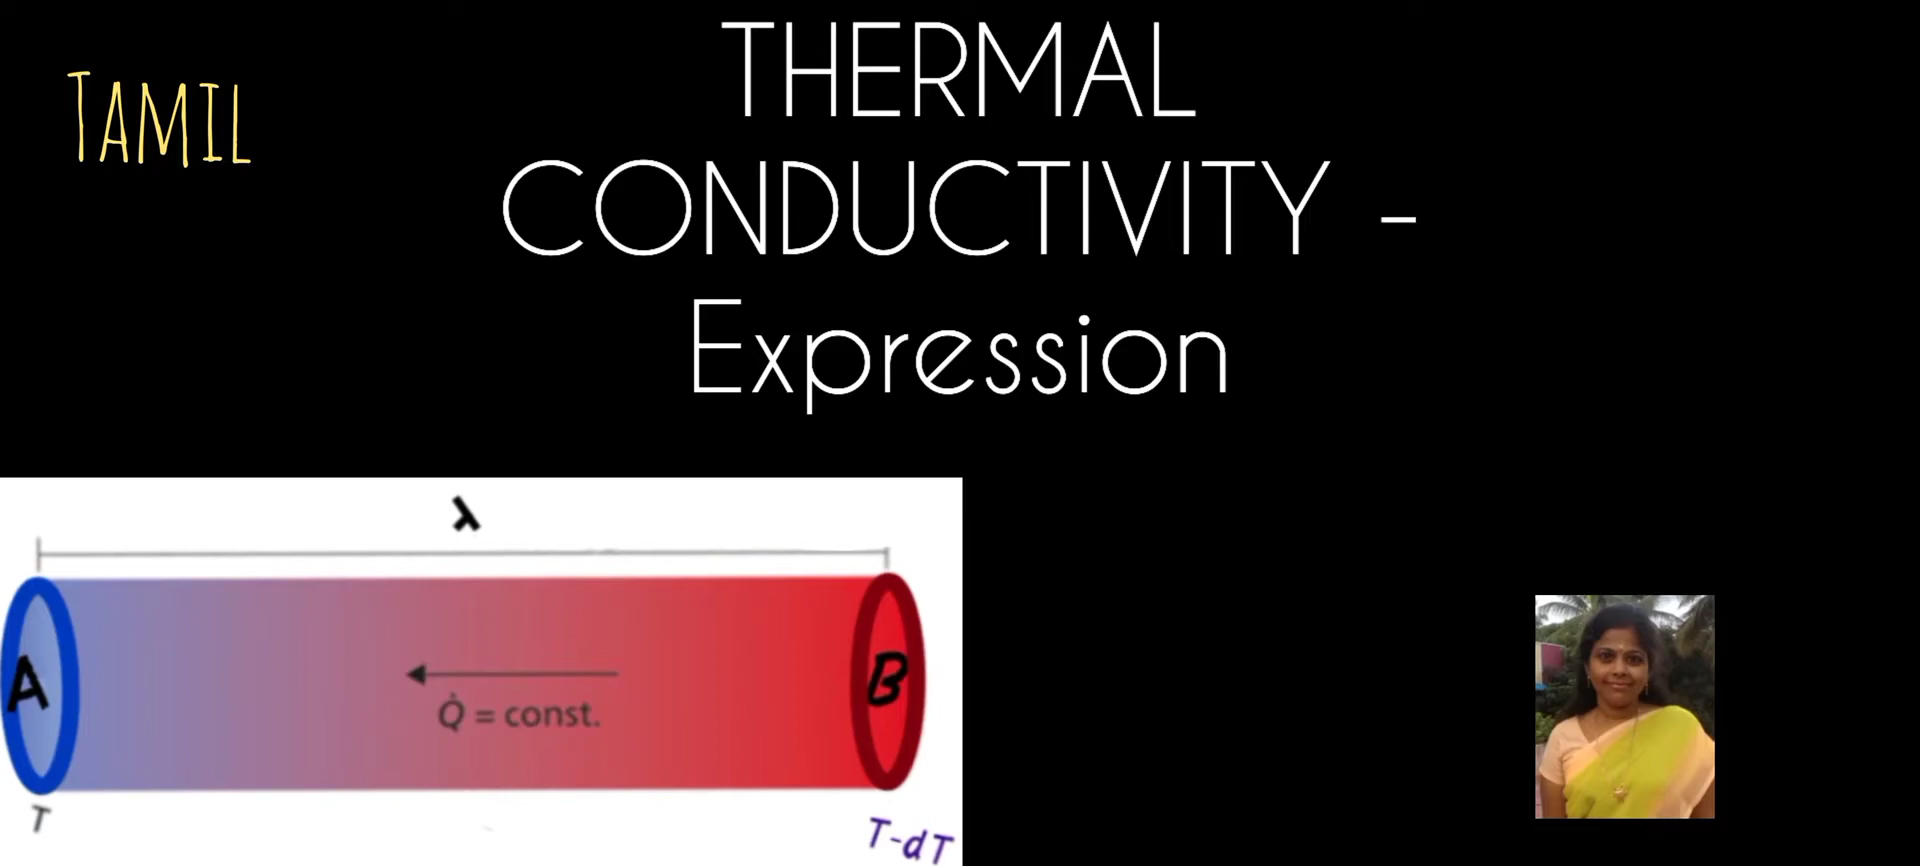 TAMIL
THERMAL
CONDUCTIVITY -
Expression
λ
A
B
Q̇ = const.
T
T-dT